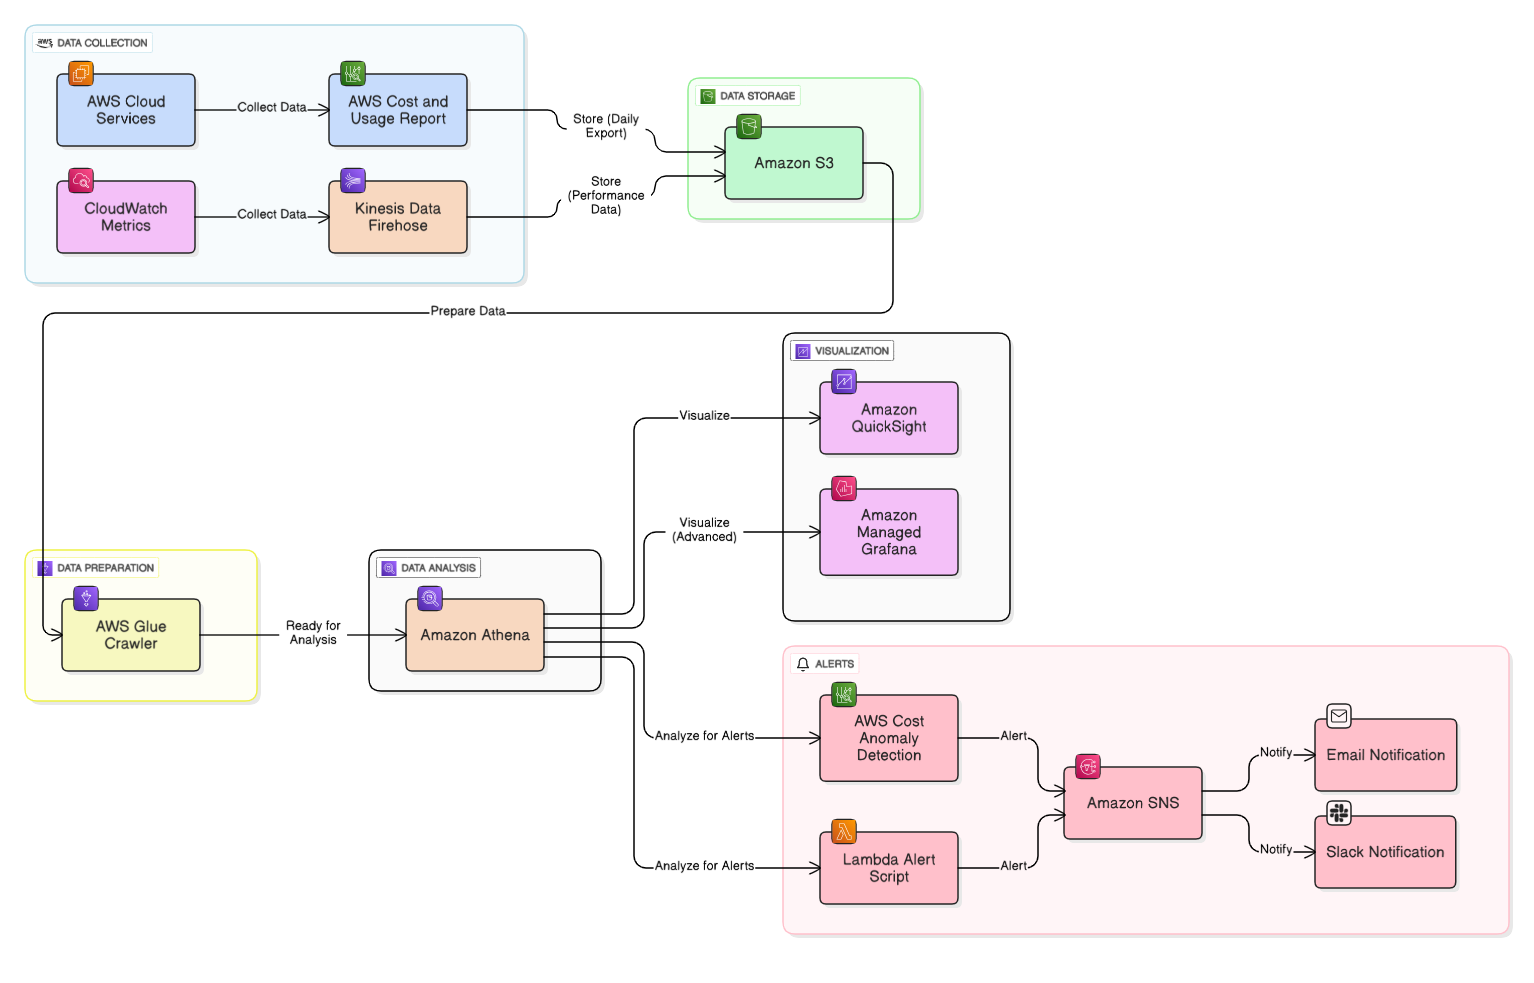 aws
DATA COLLECTION
AWS Cloud
Services
Collect Data
AWS Cost and
Usage Report
CloudWatch
Metrics
Collect Data
Kinesis Data
Firehose
Store (Daily
Export)
Store
(Performance
Data)
DATA STORAGE
Amazon S3
Prepare Data
VISUALIZATION
Visualize
Amazon
QuickSight
Visualize
(Advanced)
Amazon
Managed
Grafana
DATA PREPARATION
AWS Glue
Crawler
Ready for
Analysis
DATA ANALYSIS
Amazon Athena
ALERTS
Analyze for Alerts
AWS Cost
Anomaly
Detection
Alert
Analyze for Alerts
Lambda Alert
Script
Alert
Amazon SNS
Notify
Email Notification
Notify
Slack Notification